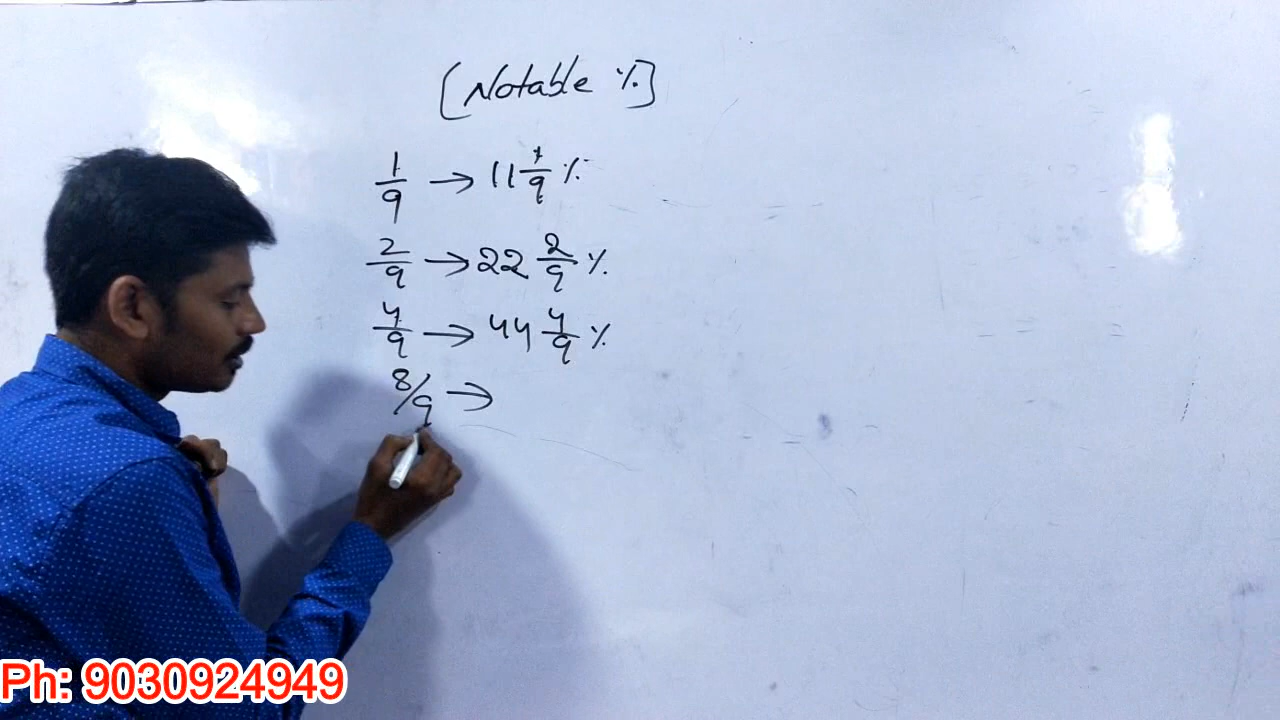 [Notable %]
1/9 → 11 1/9 %
2/9 → 22 2/9 %
4/9 → 44 4/9 %
8/9 →
Ph: 9030924949